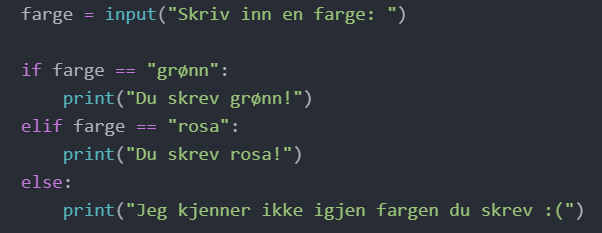 farge = input("Skriv inn en farge: ")
if farge == "grønn":
    print("Du skrev grønn!")
elif farge == "rosa":
    print("Du skrev rosa!")
else:
    print("Jeg kjenner ikke igjen fargen du skrev :(")